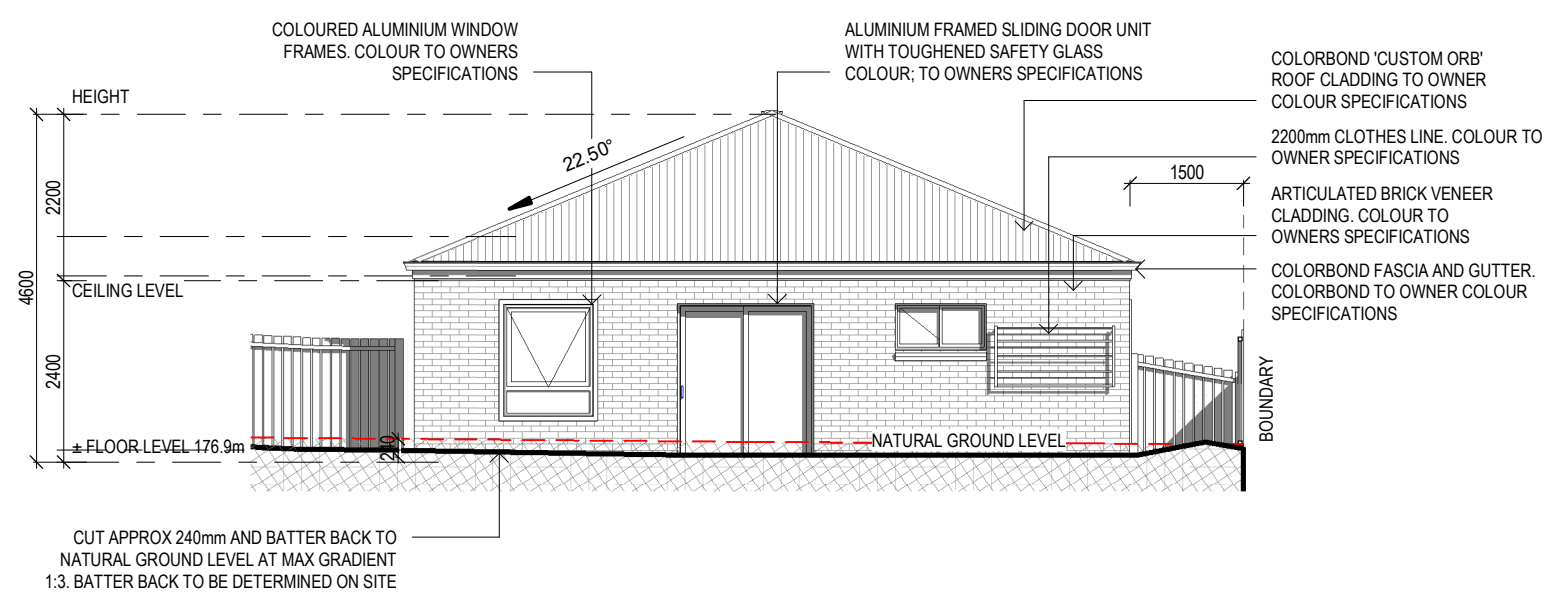 COLOURED ALUMINIUM WINDOW
FRAMES. COLOUR TO OWNERS
SPECIFICATIONS
ALUMINIUM FRAMED SLIDING DOOR UNIT
WITH TOUGHENED SAFETY GLASS
COLOUR; TO OWNERS SPECIFICATIONS
COLORBOND 'CUSTOM ORB'
ROOF CLADDING TO OWNER
COLOUR SPECIFICATIONS
2200mm CLOTHES LINE. COLOUR TO
OWNER SPECIFICATIONS
1500
ARTICULATED BRICK VENEER
CLADDING. COLOUR TO
OWNERS SPECIFICATIONS
COLORBOND FASCIA AND GUTTER.
COLORBOND TO OWNER COLOUR
SPECIFICATIONS
HEIGHT
22.50°
2200
4600
CEILING LEVEL
2400
BOUNDARY
± FLOOR LEVEL 176.9m
240
NATURAL GROUND LEVEL
CUT APPROX 240mm AND BATTER BACK TO
NATURAL GROUND LEVEL AT MAX GRADIENT
1:3. BATTER BACK TO BE DETERMINED ON SITE